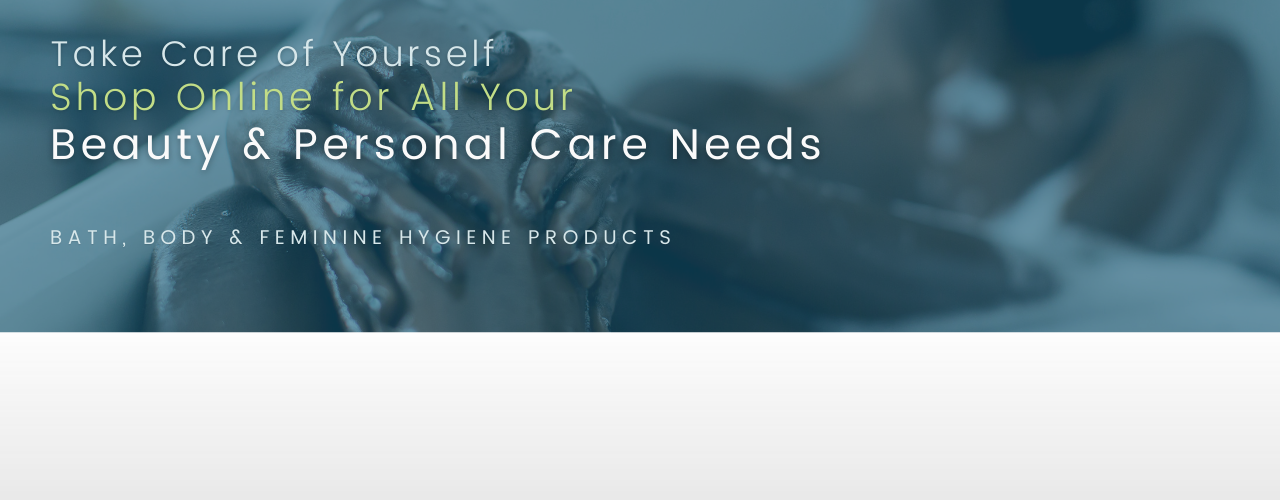 Take Care of Yourself
Shop Online for All Your
Beauty & Personal Care Needs
BATH, BODY & FEMININE HYGIENE PRODUCTS